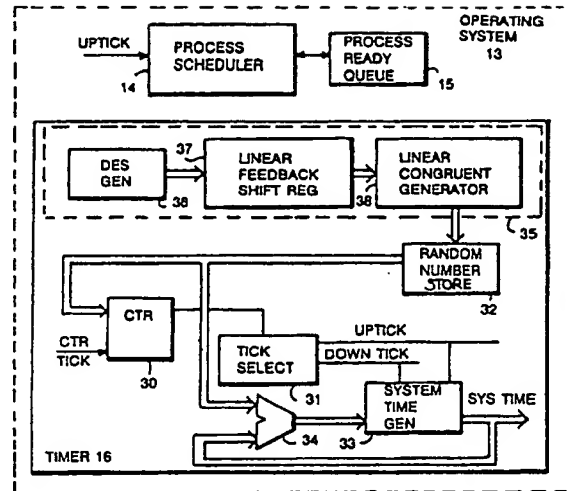 OPERATING
SYSTEM
13
UPTICK
PROCESS
SCHEDULER
14
PROCESS
READY
QUEUE
15
37
DES
GEN
36
LINEAR
FEEDBACK
SHIFT REG
38
LINEAR
CONGRUENT
GENERATOR
35
RANDOM
NUMBER
STORE
32
CTR
CTR
TICK
30
TICK
SELECT
31
UPTICK
DOWN TICK
SYSTEM
TIME
GEN
33
SYS TIME
34
TIMER 16